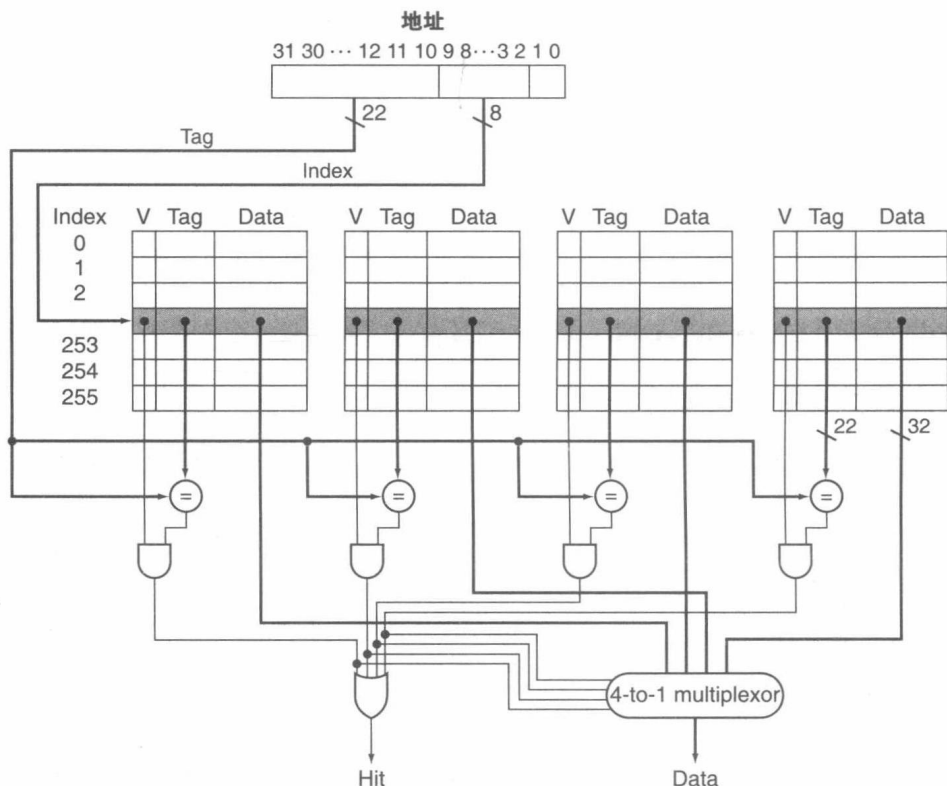 地址
31 30 ··· 12 11 10 9 8···3 2 1 0
22
8
Tag
Index
Index V Tag Data V Tag Data V Tag Data V Tag Data
0
1
2
253
254
255
22
32
= = = =
4-to-1 multiplexor
Hit
Data